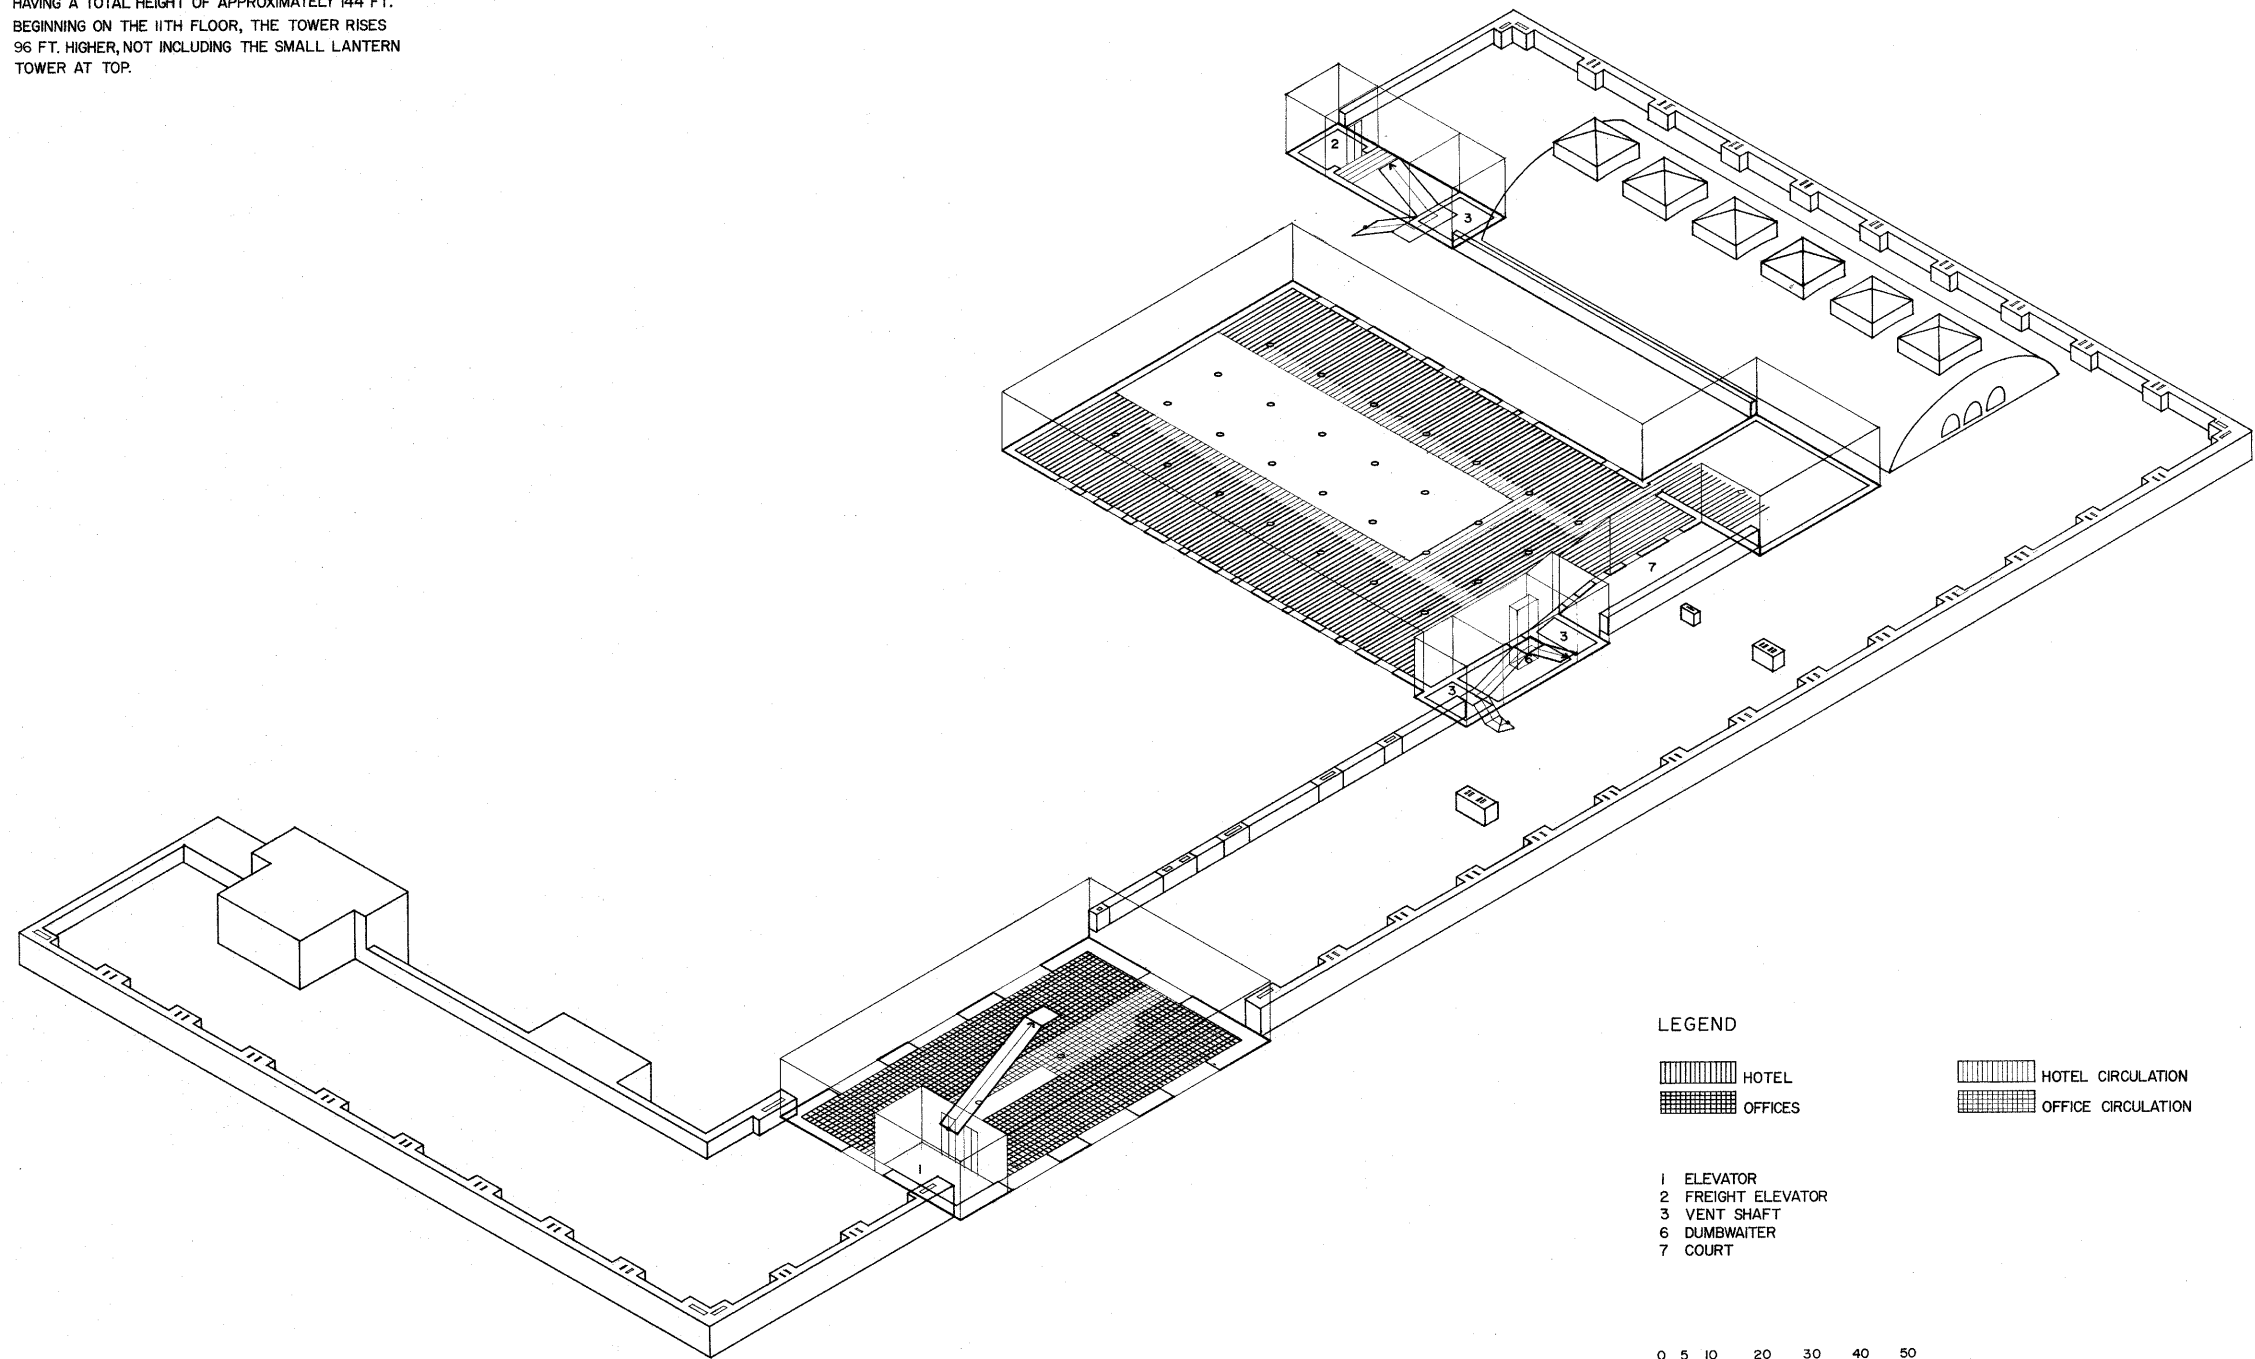 HAVING A TOTAL HEIGHT OF APPROXIMATELY 144 FT.
BEGINNING ON THE 11TH FLOOR, THE TOWER RISES
96 FT. HIGHER, NOT INCLUDING THE SMALL LANTERN
TOWER AT TOP.
2
3
7
3
6
3
1
LEGEND
HOTEL
HOTEL CIRCULATION
OFFICES
OFFICE CIRCULATION
1 ELEVATOR
2 FREIGHT ELEVATOR
3 VENT SHAFT
6 DUMBWAITER
7 COURT
0 5 10 20 30 40 50